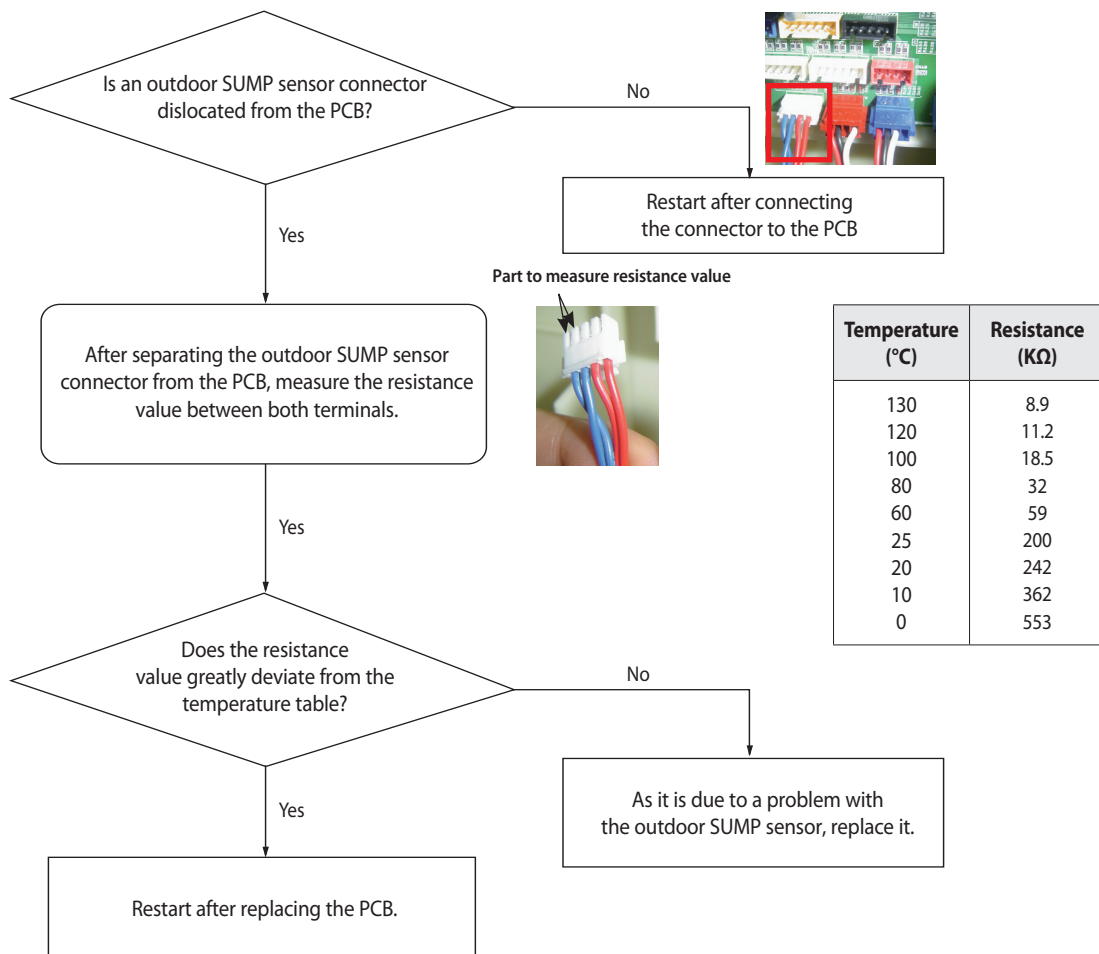 Is an outdoor SUMP sensor connector
dislocated from the PCB?
No
Restart after connecting
the connector to the PCB
Yes
Part to measure resistance value
After separating the outdoor SUMP sensor
connector from the PCB, measure the resistance
value between both terminals.
Temperature
(°C)
Resistance
(KΩ)
130 8.9
120 11.2
100 18.5
80 32
60 59
25 200
20 242
10 362
0 553
Yes
Does the resistance
value greatly deviate from the
temperature table?
No
As it is due to a problem with
the outdoor SUMP sensor, replace it.
Yes
Restart after replacing the PCB.